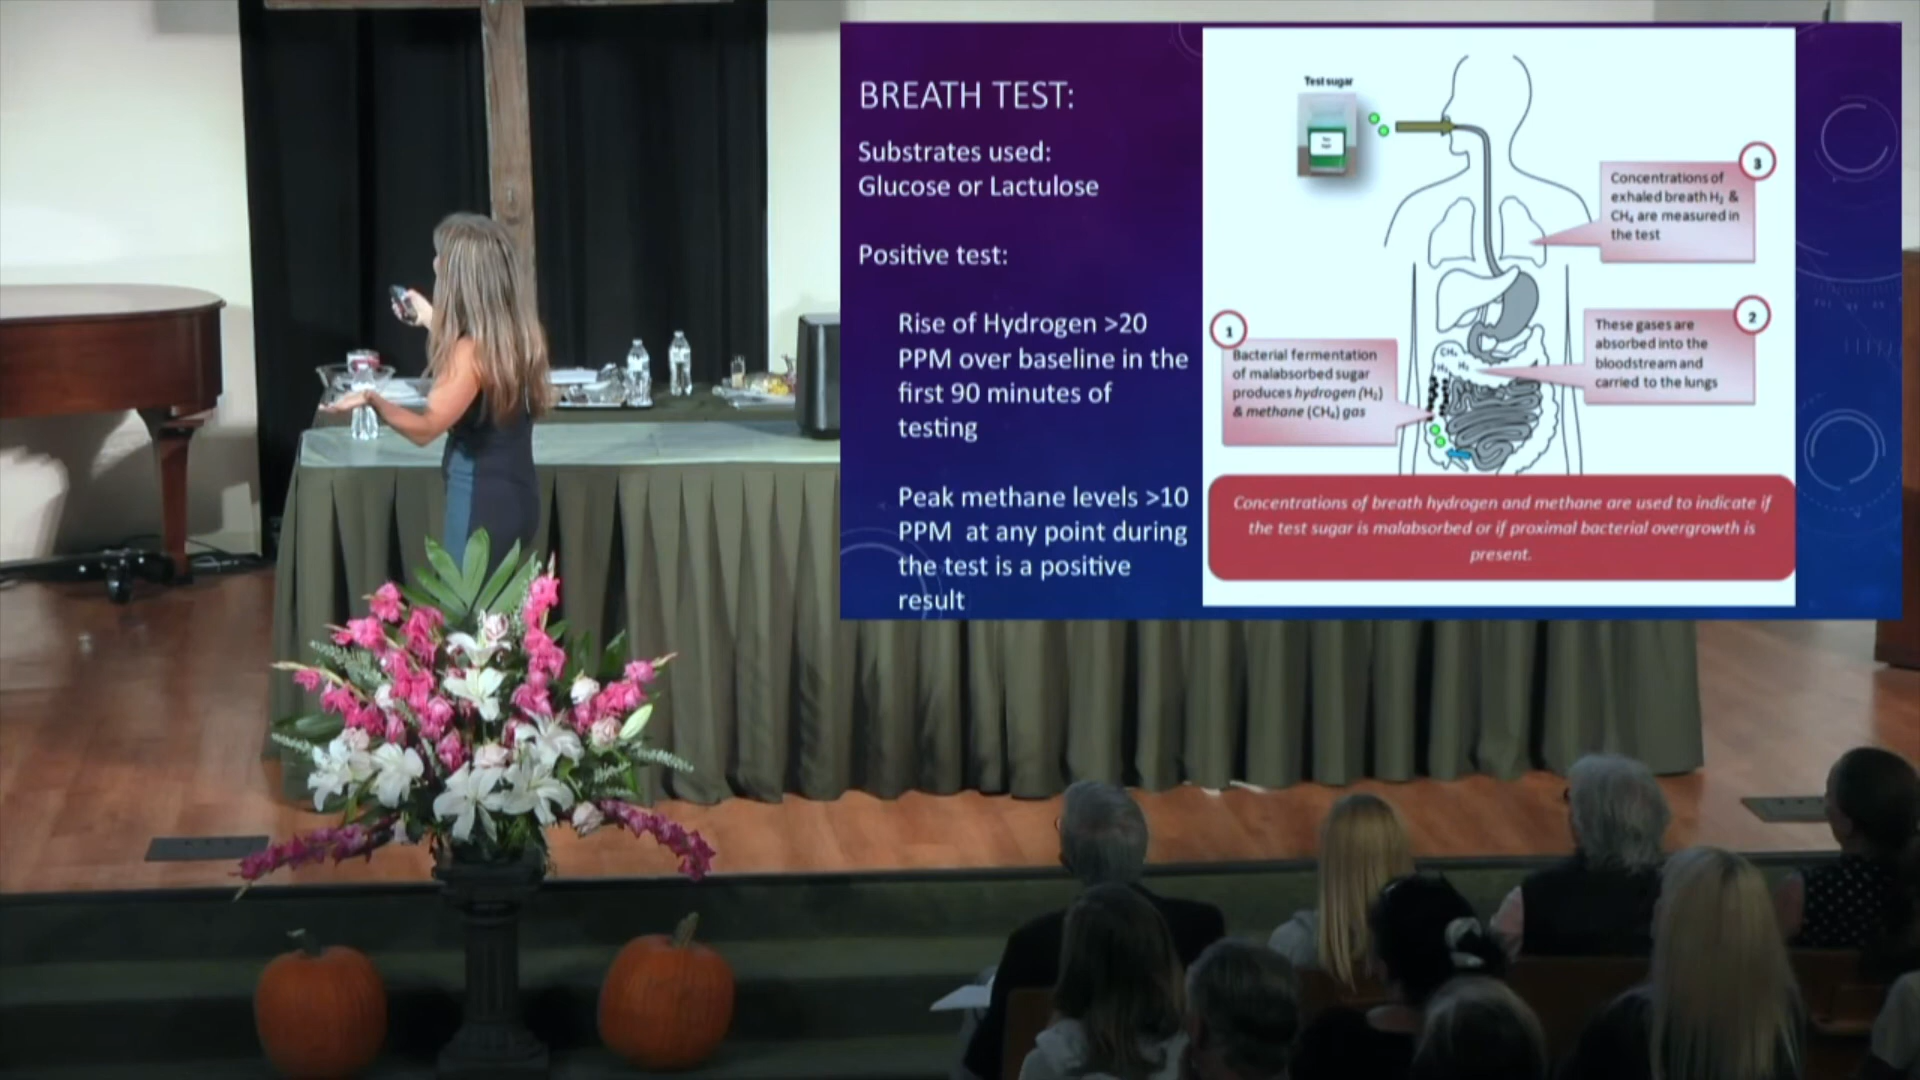 BREATH TEST:
Substrates used:
Glucose or Lactulose
Positive test:
Rise of Hydrogen >20
PPM over baseline in the
first 90 minutes of
testing
Peak methane levels >10
PPM at any point during
the test is a positive
result
Test sugar
3
Concentrations of
exhaled breath H₂ &
CH₄ are measured in
the test
2
These gases are
absorbed into the
bloodstream and
carried to the lungs
1
Bacterial fermentation
of malabsorbed sugar
produces hydrogen (H₂)
& methane (CH₄) gas
CH₄
H₂ H₂
Concentrations of breath hydrogen and methane are used to indicate if
the test sugar is malabsorbed or if proximal bacterial overgrowth is
present.